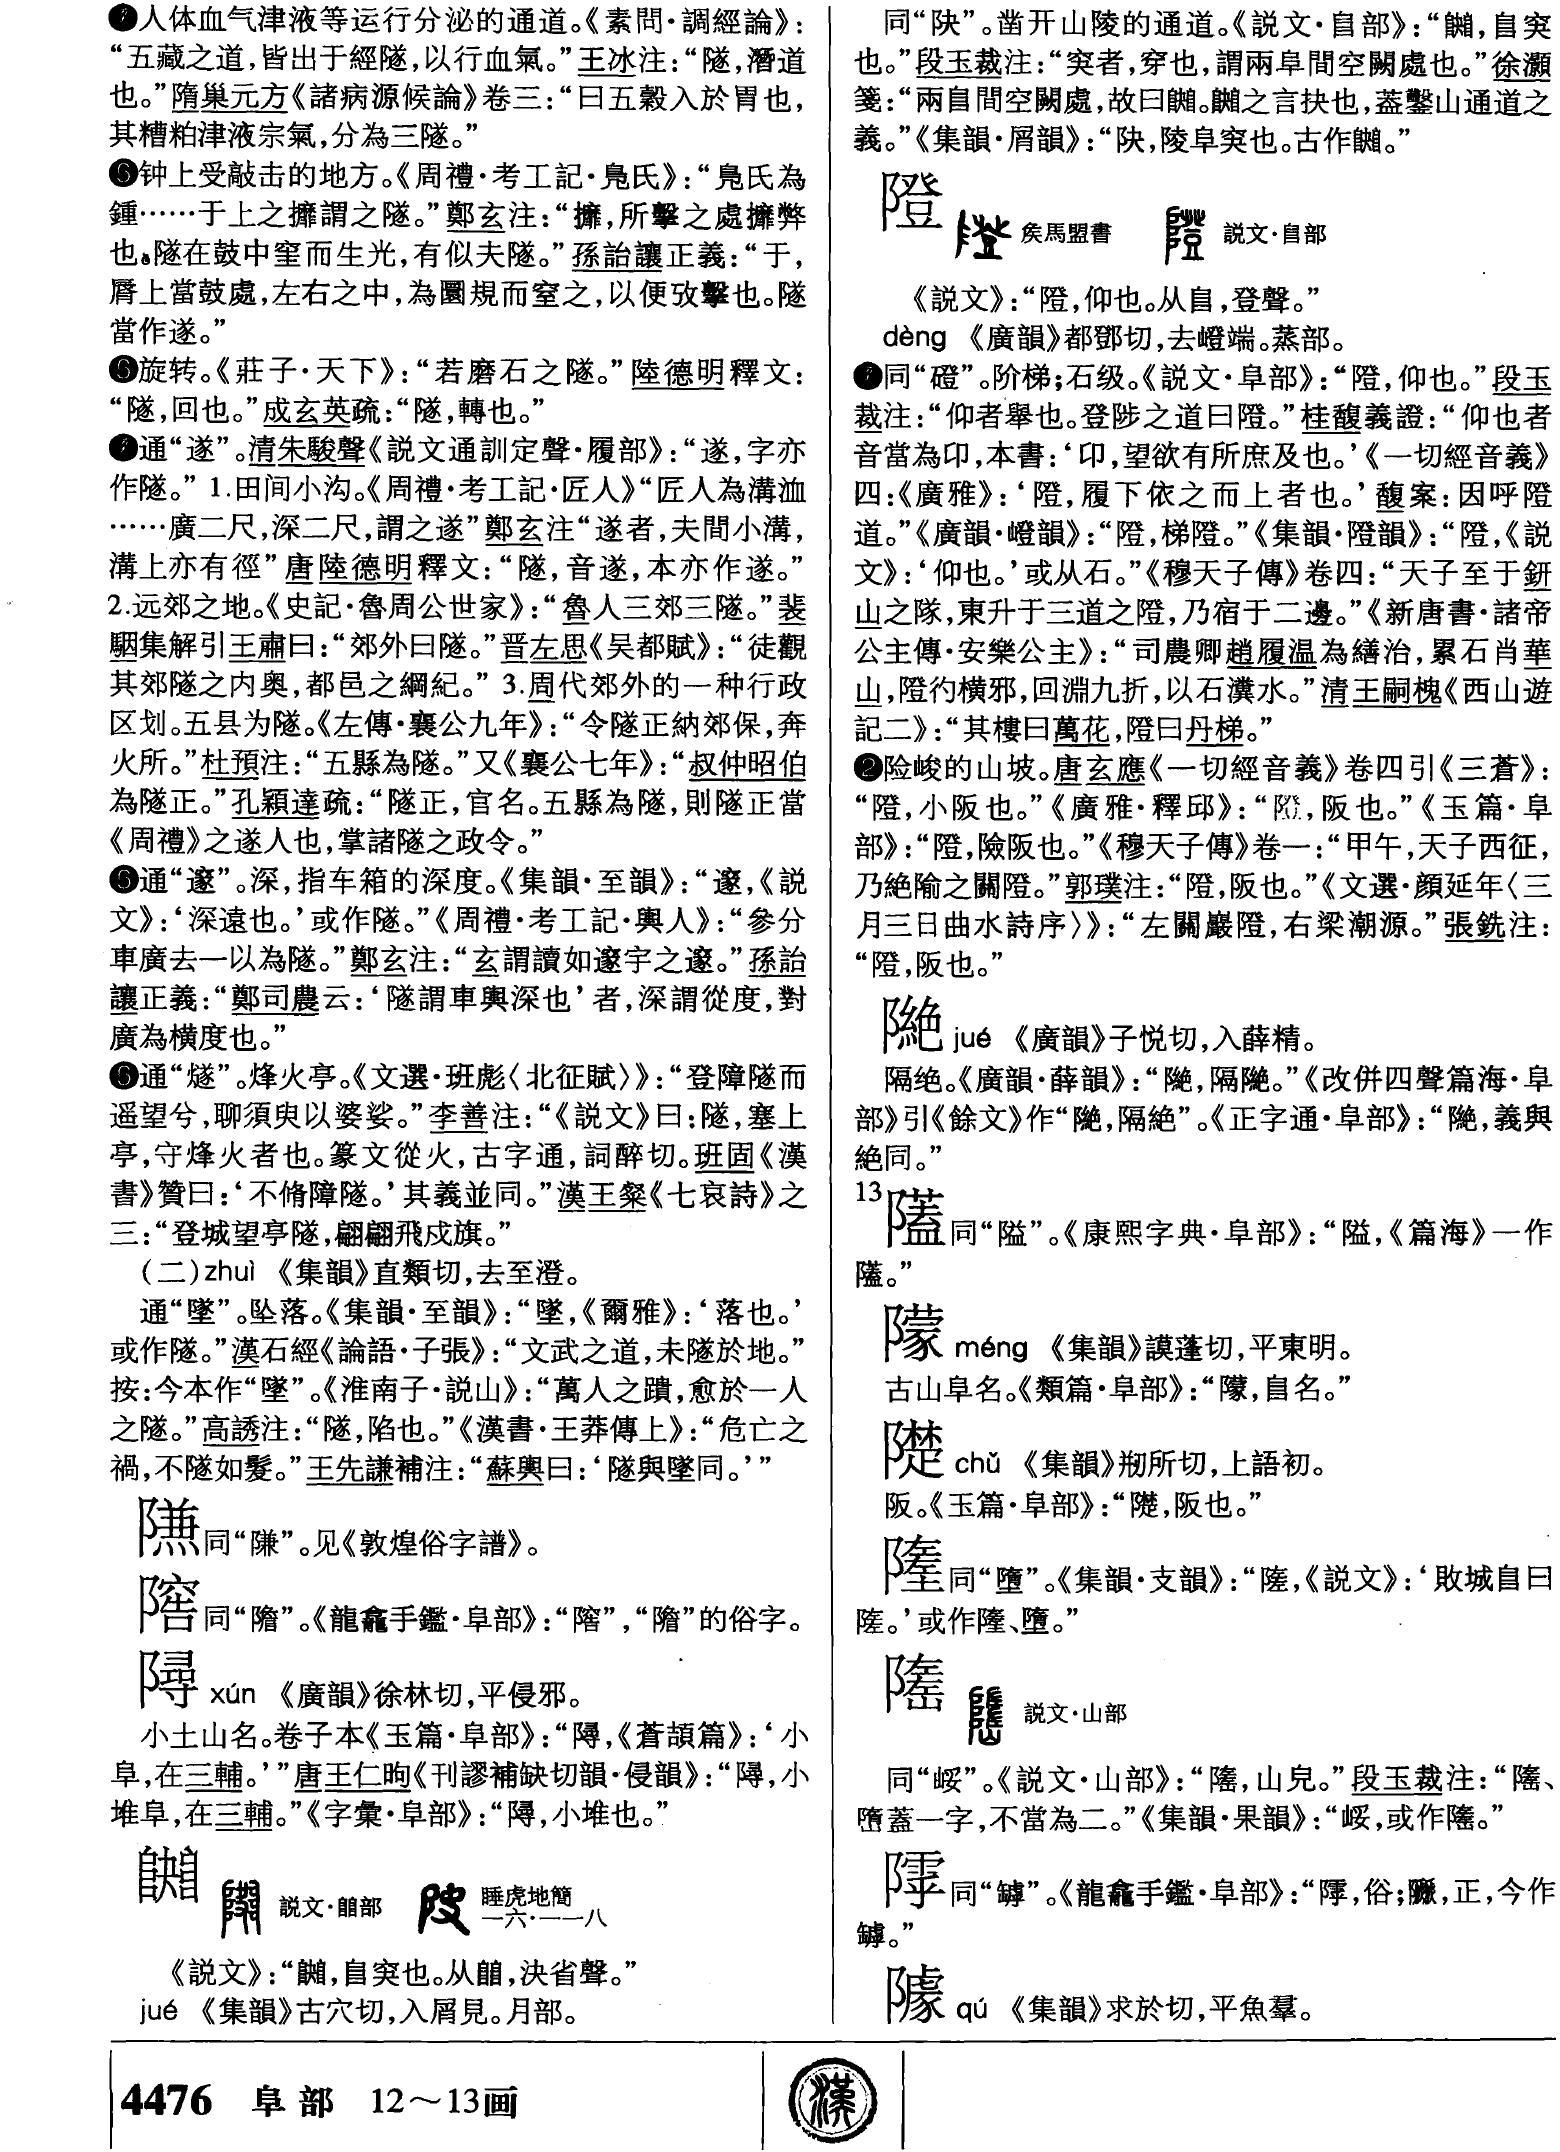 ❼人体血气津液等运行分泌的通道。《素問·調經論》:
“五藏之道,皆出于經隧,以行血氣。”王冰注:“隧,潛道
也。”隋巢元方《諸病源候論》卷三:“曰五穀入於胃也,
其糟粕津液宗氣,分為三隧。”
❽钟上受敲击的地方。《周禮·考工記·鳧氏》:“鳧氏為
鍾……于上之攠謂之隧。”鄭玄注:“攠,所擊之處攠弊
也。隧在鼓中窐而生光,有似夫隧。”孫詒讓正義:“于,
脣上當鼓處,左右之中,為圜規而窐之,以便攷擊也。隧
當作遂。”
旋转。《莊子·天下》:“若磨石之隧。”陸德明釋文:
“隧,回也。”成玄英疏:“隧,轉也。”
通“遂”。清朱駿聲《説文通訓定聲·履部》:“遂,字亦
作隧。” 1.田间小沟。《周禮·考工記·匠人》“匠人為溝洫
……廣二尺,深二尺,謂之遂”鄭玄注“遂者,夫間小溝,
溝上亦有徑”唐陸德明釋文:“隧,音遂,本亦作遂。”
2.远郊之地。《史記·魯周公世家》:“魯人三郊三隧。”裴
駰集解引王肅曰:“郊外曰隧。”晋左思《吴都賦》:“徒觀
其郊隧之内奥,都邑之綱紀。” 3.周代郊外的一种行政
区划。五县为隧。《左傳·襄公九年》:“令隧正納郊保,奔
火所。”杜預注:“五縣為隧。”又《襄公七年》:“叔仲昭伯
為隧正。”孔穎達疏:“隧正,官名。五縣為隧,則隧正當
《周禮》之遂人也,掌諸隧之政令。”
通“邃”。深,指车箱的深度。《集韻·至韻》:“邃,《説
文》:‘深遠也。’或作隧。”《周禮·考工記·輿人》:“參分
車廣去一以為隧。”鄭玄注:“玄謂讀如邃宇之邃。”孫詒
讓正義:“鄭司農云:‘隧謂車輿深也’者,深謂從度,對
廣為横度也。”
通“燧”。烽火亭。《文選·班彪〈北征賦〉》:“登障隧而
遥望兮,聊須臾以婆娑。”李善注:“《説文》曰:隧,塞上
亭,守烽火者也。篆文從火,古字通,詞醉切。班固《漢
書》贊曰:‘不脩障隧。’其義並同。”漢王粲《七哀詩》之
三:“登城望亭隧,翩翩飛戍旗。”
(二)zhuì 《集韻》直類切,去至澄。
通“墜”。坠落。《集韻·至韻》:“墜,《爾雅》:‘落也。’
或作隧。”漢石經《論語·子張》:“文武之道,未隧於地。”
按:今本作“墜”。《淮南子·説山》:“萬人之蹪,愈於一人
之隧。”高誘注:“隧,陷也。”《漢書·王莽傳上》:“危亡之
禍,不隧如髮。”王先謙補注:“蘇輿曰:‘隧與墜同。’”
同“隒”。见《敦煌俗字譜》。
同“䧛”。《龍龕手鑑·阜部》:“”,“”的俗字。
xún 《廣韻》徐林切,平侵邪。
小土山名。卷子本《玉篇·阜部》:“,《蒼頡篇》:‘小
阜,在三輔。’”唐王仁昫《刊謬補缺切韻·侵韻》:“,小
堆阜,在三輔。”《字彙·阜部》:“,小堆也。”
説文·𨺅部 睡虎地簡
一六·一一八
《説文》:“,𨸏突也。从𨺅,決省聲。”
jué 《集韻》古穴切,入屑見。月部。
同“䦼”。凿开山陵的通道。《説文·𨸏部》:“,𨸏突
也。”段玉裁注:“突者,穿也,謂兩阜間空闕處也。”徐灝
箋:“兩𨸏間空闕處,故曰。之言抉也,蓋鑿山通道之
義。”《集韻·屑韻》:“,陵阜突也。古作。”
隥 矦馬盟書 説文·𨸏部
《説文》:“隥,仰也。从𨸏,登聲。”
dèng 《廣韻》都鄧切,去嶝端。蒸部。
❶同“磴”。阶梯;石级。《説文·阜部》:“隥,仰也。”段玉
裁注:“仰者舉也。登陟之道曰隥。”桂馥義證:“仰也者
音當為卬,本書:‘卬,望欲有所庶及也。’《一切經音義》
四:《廣雅》:‘隥,履下依之而上者也。’馥案:因呼隥
道。”《廣韻·嶝韻》:“隥,梯隥。”《集韻·隥韻》:“隥,《説
文》:‘仰也。’或从石。”《穆天子傳》卷四:“天子至于鈃
山之隊,東升于三道之隥,乃宿于二邊。”《新唐書·諸帝
公主傳·安樂公主》:“司農卿趙履温為繕治,累石肖華
山,隥彴横邪,回淵九折,以石瀵水。”清王嗣槐《西山遊
記二》:“其樓曰萬花,隥曰丹梯。”
❷险峻的山坡。唐玄應《一切經音義》卷四引《三蒼》:
“隥,小阪也。”《廣雅·釋邱》:“隥,阪也。”《玉篇·阜
部》:“隥,險阪也。”《穆天子傳》卷一:“甲午,天子西征,
乃絶隃之關隥。”郭璞注:“隥,阪也。”《文選·顔延年〈三
月三日曲水詩序〉》:“左關巖隥,右梁潮源。”張銑注:
“隥,阪也。”
jué 《廣韻》子悦切,入薛精。
隔绝。《廣韻·薛韻》:“,隔。”《改併四聲篇海·阜
部》引《餘文》作“,隔絶”。《正字通·阜部》:“,義與
絶同。”
13
同“隘”。《康熙字典·阜部》:“隘,《篇海》一作
。”
méng 《集韻》謨蓬切,平東明。
古山阜名。《類篇·阜部》:“,𨸏名。”
chǔ 《集韻》𠛆所切,上語初。
阪。《玉篇·阜部》:“,阪也。”
同“墮”。《集韻·支韻》:“隓,《説文》:‘敗城𨸏曰
隓。’或作、墮。”
説文·山部
同“㟎”。《説文·山部》:“,山皃。”段玉裁注:“、
蓋一字,不當為二。”《集韻·果韻》:“㟎,或作。”
同“罅”。《龍龕手鑑·阜部》:“,俗;,正,今作
罅。”
qú 《集韻》求於切,平魚羣。
4476 阜部 12～13画
漢